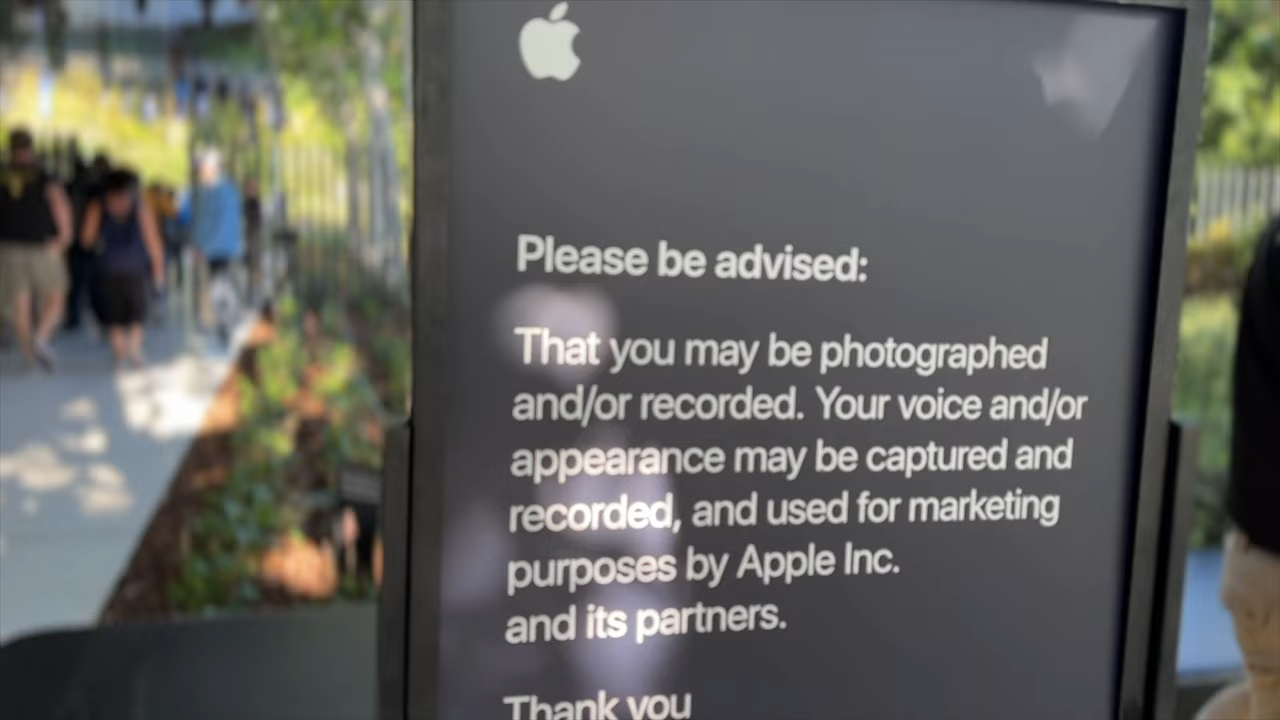 Please be advised:
That you may be photographed
and/or recorded. Your voice and/or
appearance may be captured and
recorded, and used for marketing
purposes by Apple Inc.
and its partners.
Thank you